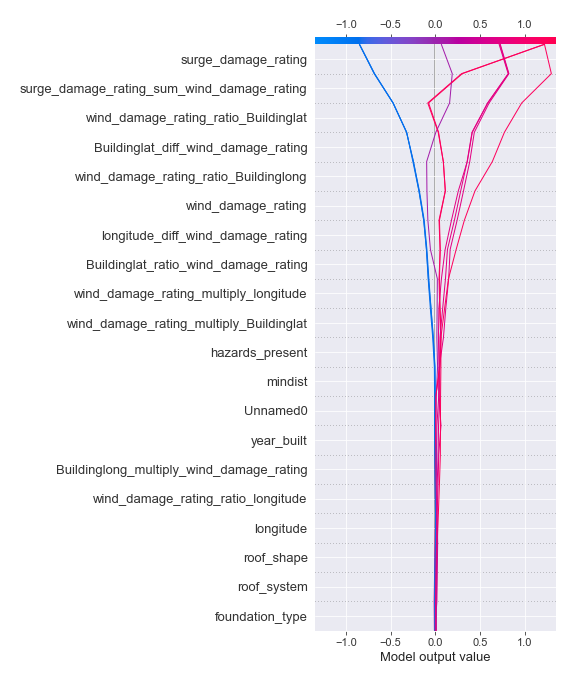 −1.0 −0.5 0.0 0.5 1.0
surge_damage_rating
surge_damage_rating_sum_wind_damage_rating
wind_damage_rating_ratio_Buildinglat
Buildinglat_diff_wind_damage_rating
wind_damage_rating_ratio_Buildinglong
wind_damage_rating
longitude_diff_wind_damage_rating
Buildinglat_ratio_wind_damage_rating
wind_damage_rating_multiply_longitude
wind_damage_rating_multiply_Buildinglat
hazards_present
mindist
Unnamed0
year_built
Buildinglong_multiply_wind_damage_rating
wind_damage_rating_ratio_longitude
longitude
roof_shape
roof_system
foundation_type
−1.0 −0.5 0.0 0.5 1.0
Model output value